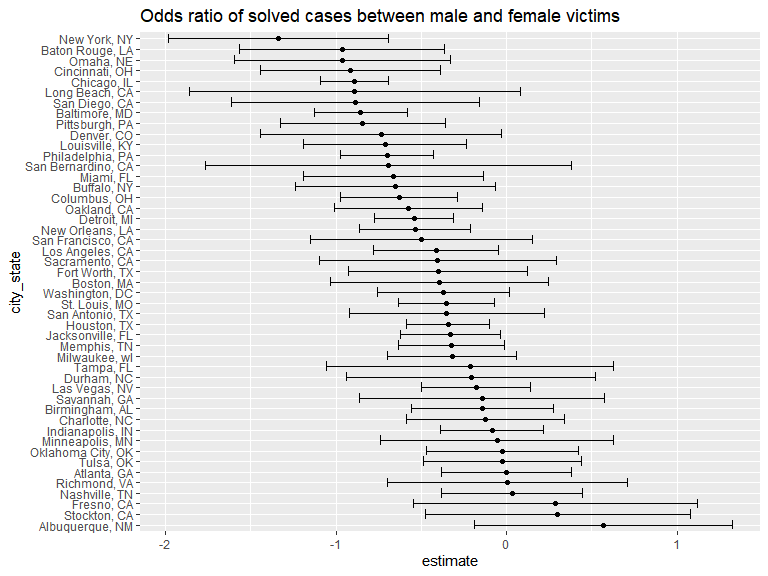 Odds ratio of solved cases between male and female victims
New York, NY
Baton Rouge, LA
Omaha, NE
Cincinnati, OH
Chicago, IL
Long Beach, CA
San Diego, CA
Baltimore, MD
Pittsburgh, PA
Denver, CO
Louisville, KY
Philadelphia, PA
San Bernardino, CA
Miami, FL
Buffalo, NY
Columbus, OH
Oakland, CA
Detroit, MI
New Orleans, LA
San Francisco, CA
Los Angeles, CA
Sacramento, CA
Fort Worth, TX
Boston, MA
Washington, DC
St. Louis, MO
San Antonio, TX
Houston, TX
Jacksonville, FL
Memphis, TN
Milwaukee, wI
Tampa, FL
Durham, NC
Las Vegas, NV
Savannah, GA
Birmingham, AL
Charlotte, NC
Indianapolis, IN
Minneapolis, MN
Oklahoma City, OK
Tulsa, OK
Atlanta, GA
Richmond, VA
Nashville, TN
Fresno, CA
Stockton, CA
Albuquerque, NM
city_state
-2 -1 0 1
estimate